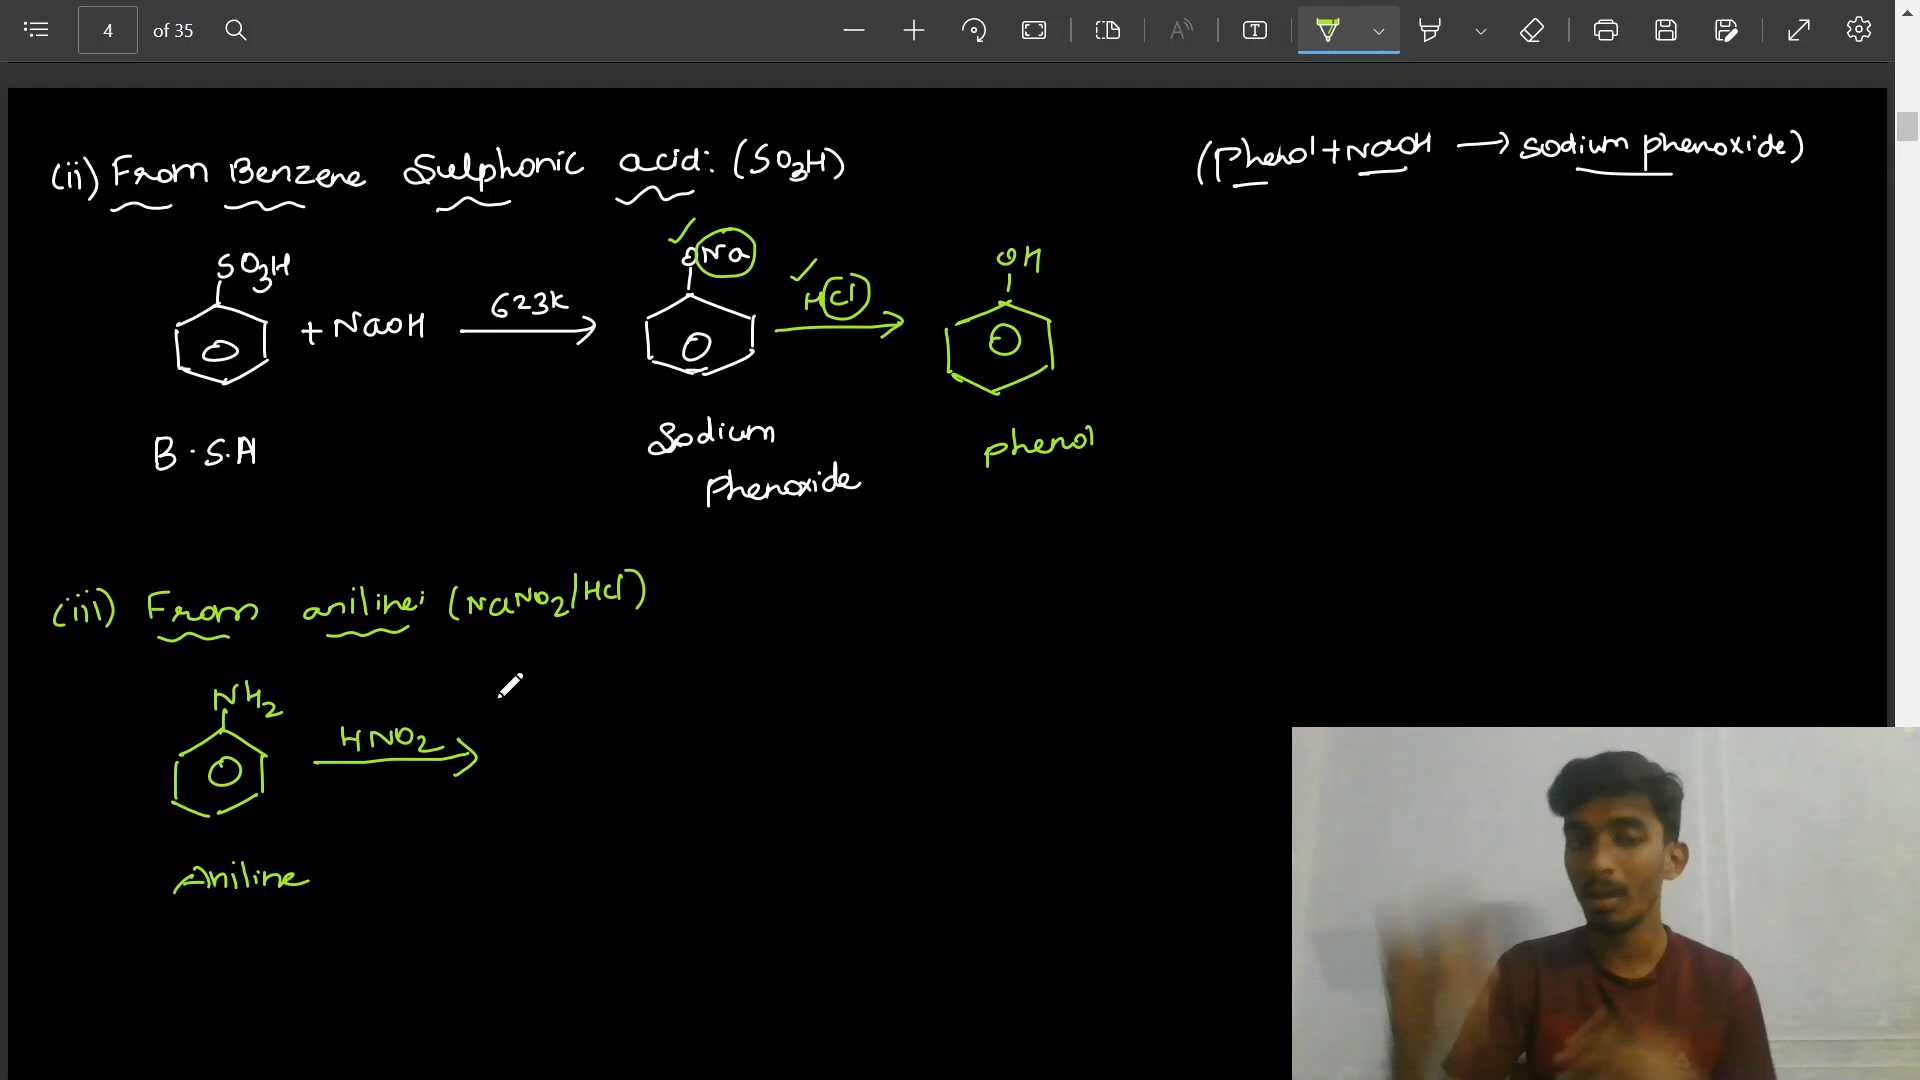 4 of 35
(ii) From Benzene Sulphonic acid: (SO3H)
(Phenol+NaOH → Sodium phenoxide)
SO3H
+ NaOH
623K
ONa
HCl
OH
B.S.A
Sodium
Phenoxide
phenol
(iii) From aniline: (NaNO2/HCl)
NH2
HNO2
Aniline